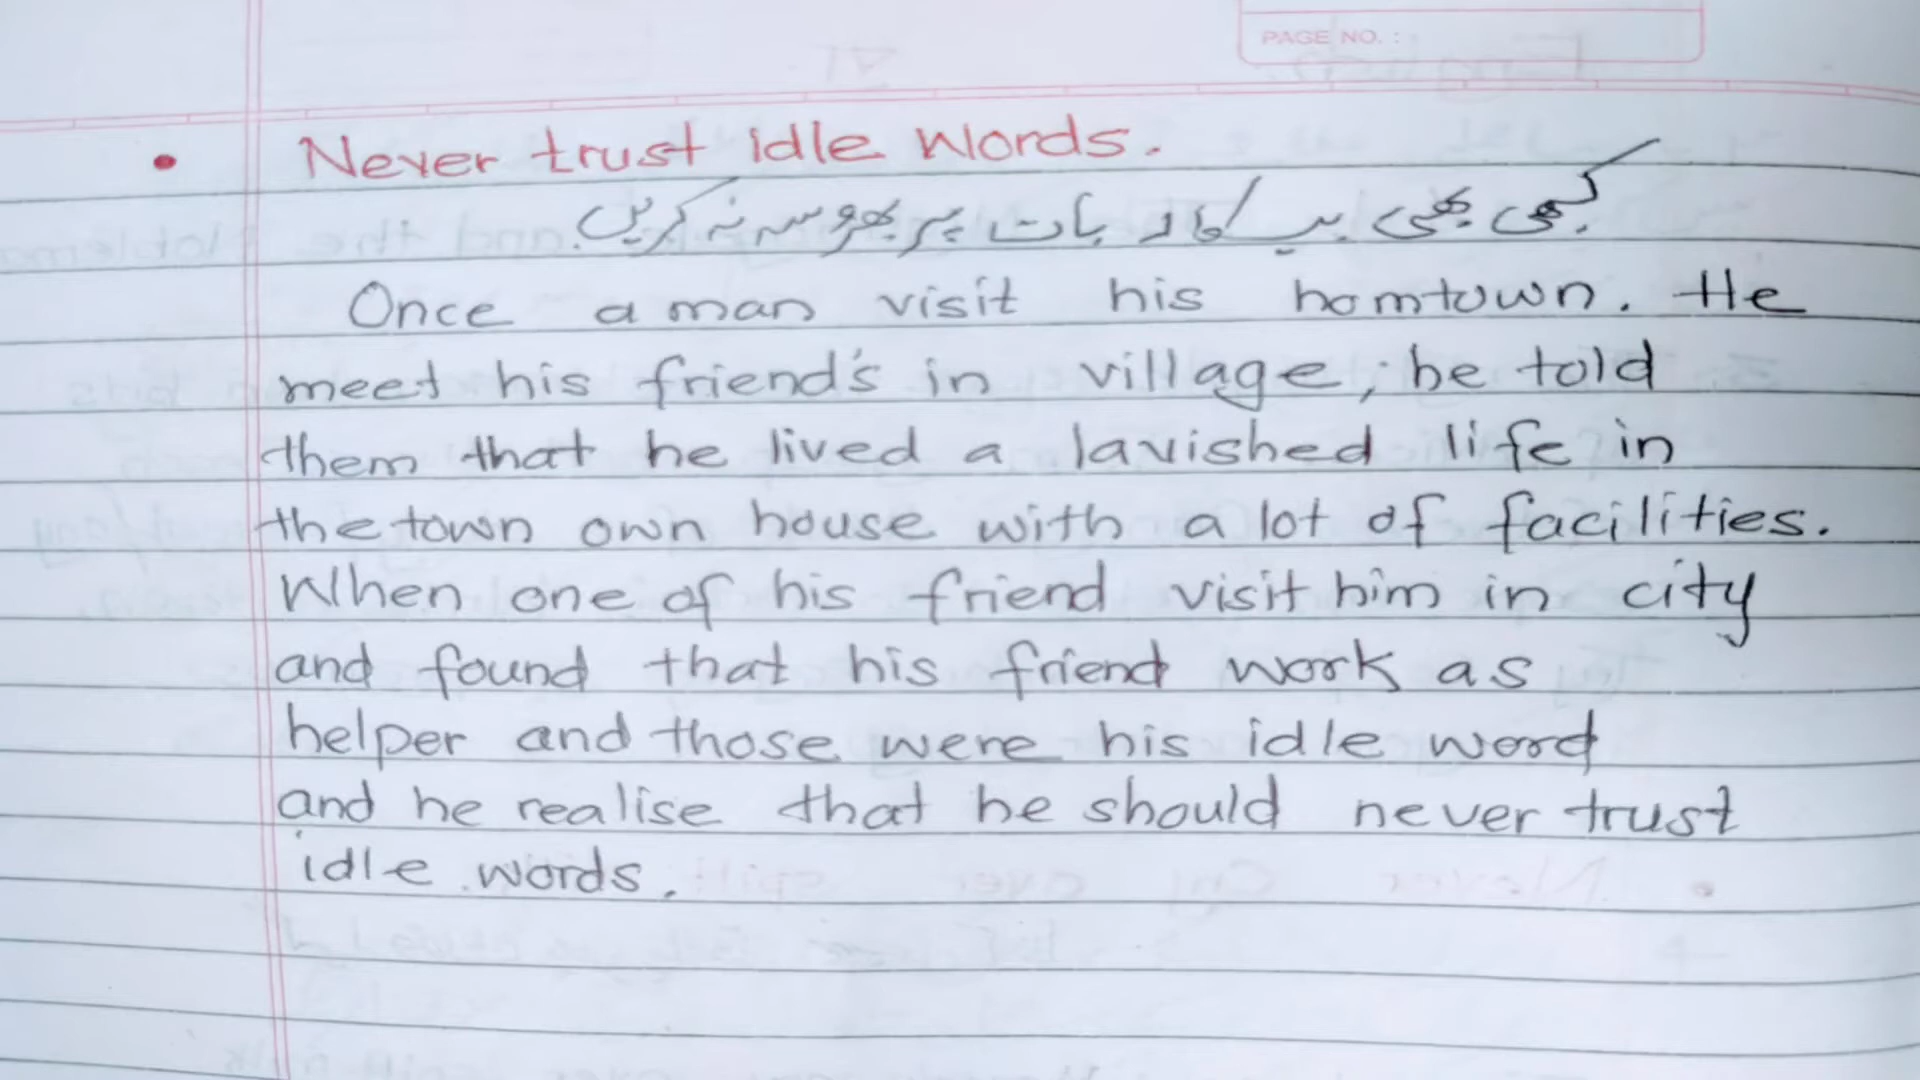 PAGE NO. :
• Never trust idle words.
کبھی بھی بے کار بات پر بھروسہ نہ کریں.
Once a man visit his homtown. He
meet his friend's in village, he told
them that he lived a lavished life in
the town own house with a lot of facilities.
When one of his friend visit him in city
and found that his friend work as
helper and those were his idle word
and he realise that he should never trust
idle words.